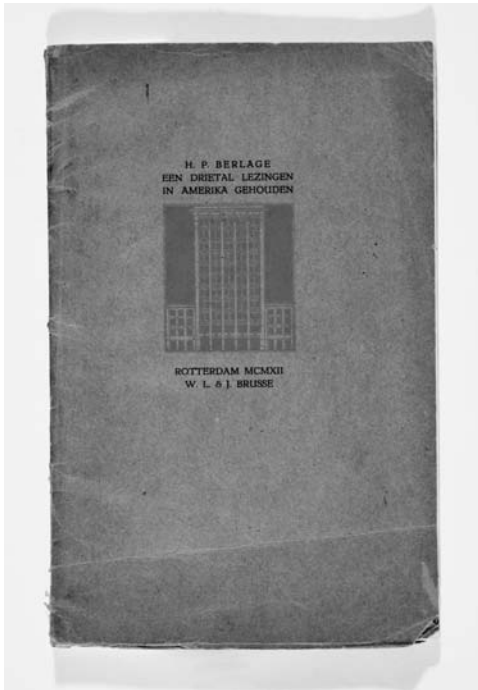 H. P. BERLAGE
EEN DRIETAL LEZINGEN
IN AMERIKA GEHOUDEN
ROTTERDAM MCMXII
W. L. & J. BRUSSE